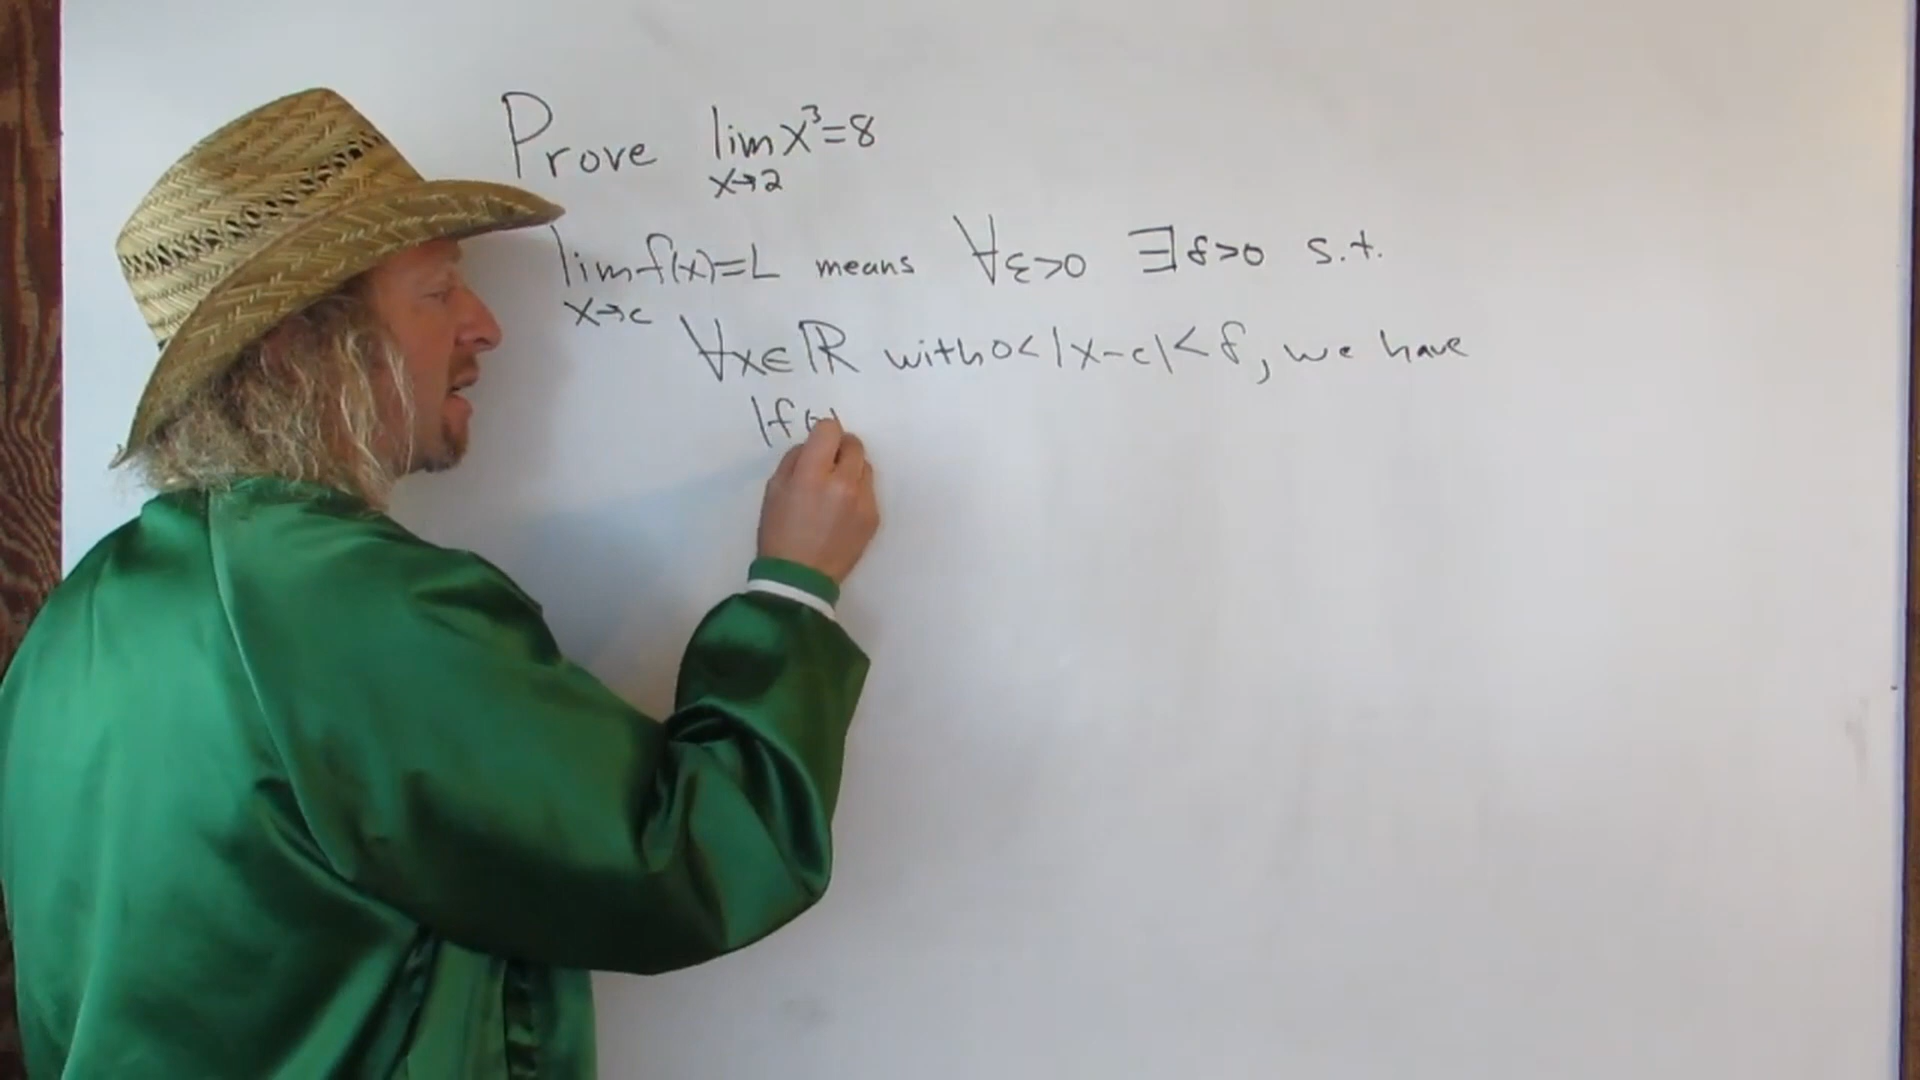 Prove lim x³=8
x→2
lim f(x)=L means ∀ε>0 ∃δ>0 s.t.
x→c
∀x∈ℝ with 0<|x-c|<δ, we have
|f(x)